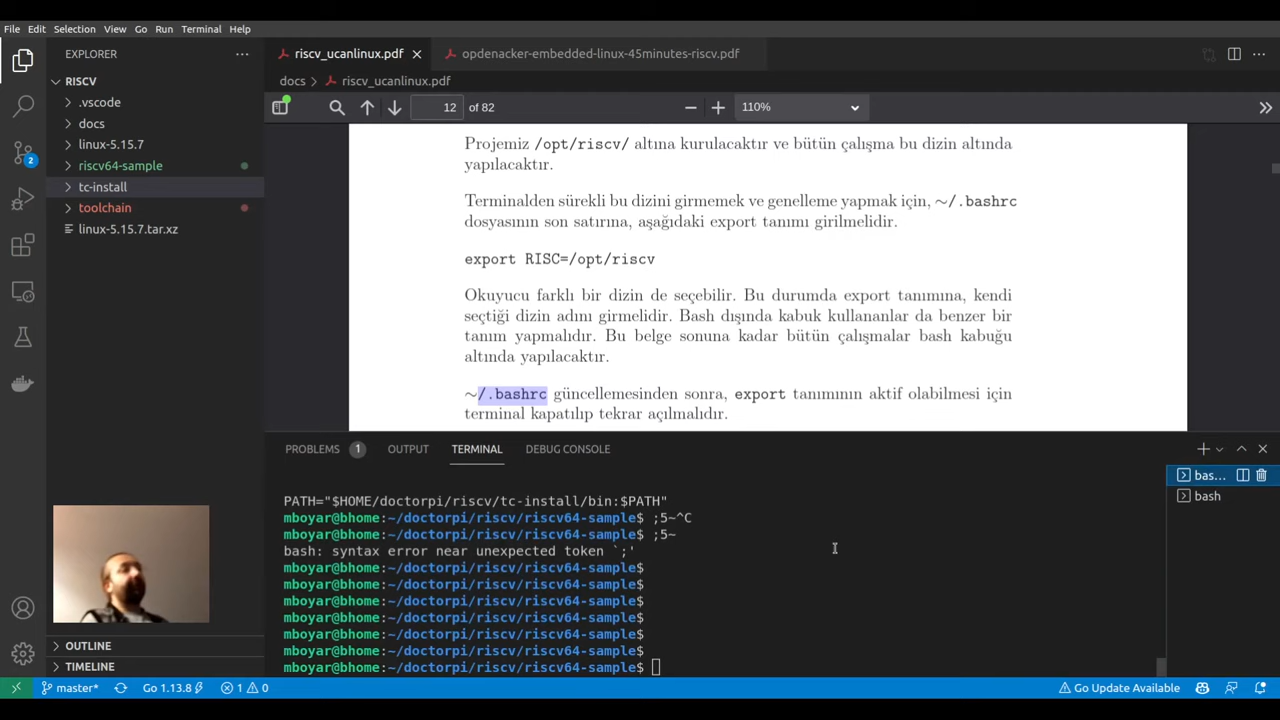 File Edit Selection View Go Run Terminal Help
EXPLORER
RISCV
.vscode
docs
linux-5.15.7
riscv64-sample
tc-install
toolchain
linux-5.15.7.tar.xz
OUTLINE
TIMELINE
riscv_ucanlinux.pdf
opdenacker-embedded-linux-45minutes-riscv.pdf
docs > riscv_ucanlinux.pdf
12 of 82
110%
Projemiz /opt/riscv/ altına kurulacaktır ve bütün çalışma bu dizin altında
yapılacaktır.
Terminalden sürekli bu dizini girmemek ve genelleme yapmak için, ~/.bashrc
dosyasının son satırına, aşağıdaki export tanımı girilmelidir.
export RISC=/opt/riscv
Okuyucu farklı bir dizin de seçebilir. Bu durumda export tanımına, kendi
seçtiği dizin adını girmelidir. Bash dışında kabuk kullananlar da benzer bir
tanım yapmalıdır. Bu belge sonuna kadar bütün çalışmalar bash kabuğu
altında yapılacaktır.
~/.bashrc güncellemesinden sonra, export tanımının aktif olabilmesi için
terminal kapatılıp tekrar açılmalıdır.
PROBLEMS 1 OUTPUT TERMINAL DEBUG CONSOLE
PATH="$HOME/doctorpi/riscv/tc-install/bin:$PATH"
mboyar@bhome:~/doctorpi/riscv/riscv64-sample$ ;5~^C
mboyar@bhome:~/doctorpi/riscv/riscv64-sample$ ;5~
bash: syntax error near unexpected token `;'
mboyar@bhome:~/doctorpi/riscv/riscv64-sample$
mboyar@bhome:~/doctorpi/riscv/riscv64-sample$
mboyar@bhome:~/doctorpi/riscv/riscv64-sample$
mboyar@bhome:~/doctorpi/riscv/riscv64-sample$
mboyar@bhome:~/doctorpi/riscv/riscv64-sample$
mboyar@bhome:~/doctorpi/riscv/riscv64-sample$
mboyar@bhome:~/doctorpi/riscv/riscv64-sample$
bas...
bash
2
master* Go 1.13.8 1 0 Go Update Available